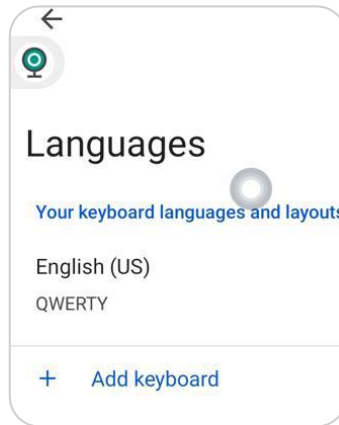 Languages
Your keyboard languages and layouts
English (US)
QWERTY
+ Add keyboard